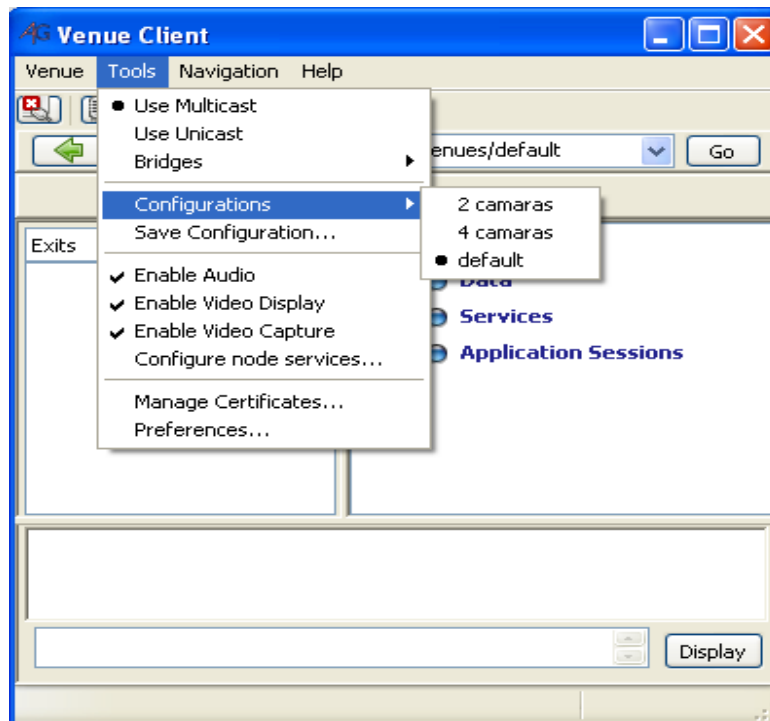 AG Venue Client
Venue Tools Navigation Help
Use Multicast
Use Unicast
Bridges
enues/default Go
Configurations
2 camaras
4 camaras
default
Save Configuration...
Exits
Enable Audio
Enable Video Display
Enable Video Capture
Configure node services...
Manage Certificates...
Preferences...
Data
Services
Application Sessions
Display